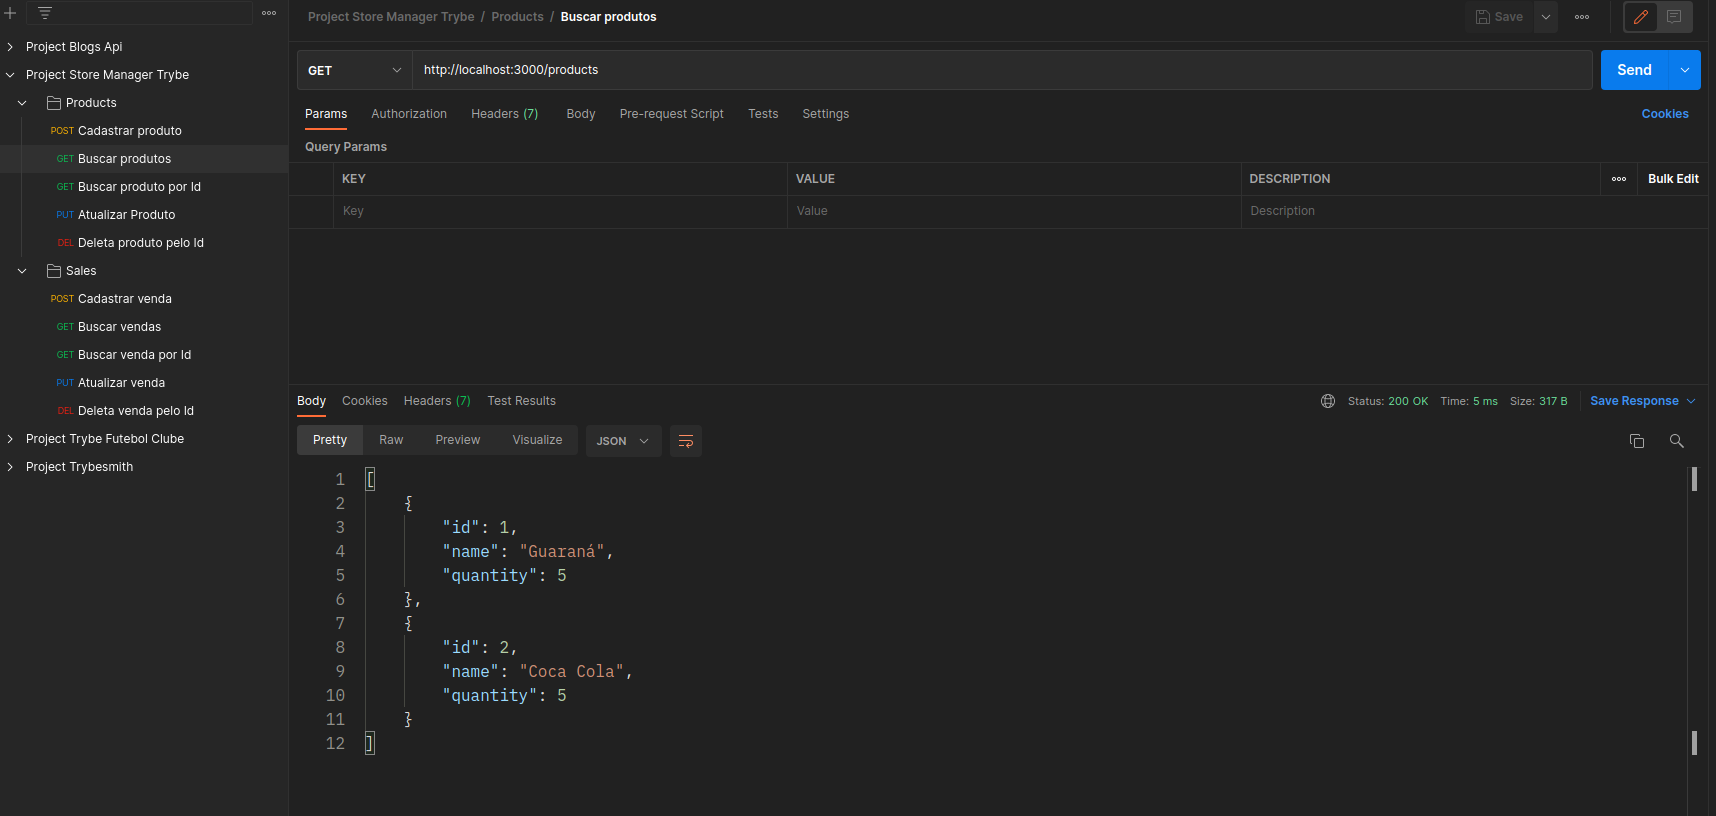 Project Blogs Api
Project Store Manager Trybe
Products
POST Cadastrar produto
GET Buscar produtos
GET Buscar produto por Id
PUT Atualizar Produto
DEL Deleta produto pelo Id
Sales
POST Cadastrar venda
GET Buscar vendas
GET Buscar venda por Id
PUT Atualizar venda
DEL Deleta venda pelo Id
Project Trybe Futebol Clube
Project Trybesmith
Project Store Manager Trybe / Products / Buscar produtos
Save
GET http://localhost:3000/products
Send
Params Authorization Headers (7) Body Pre-request Script Tests Settings Cookies
Query Params
KEY VALUE DESCRIPTION Bulk Edit
Key Value Description
Body Cookies Headers (7) Test Results Status: 200 OK Time: 5 ms Size: 317 B Save Response
Pretty Raw Preview Visualize JSON
1 [
2 {
3 "id": 1,
4 "name": "Guaraná",
5 "quantity": 5
6 },
7 {
8 "id": 2,
9 "name": "Coca Cola",
10 "quantity": 5
11 }
12 ]